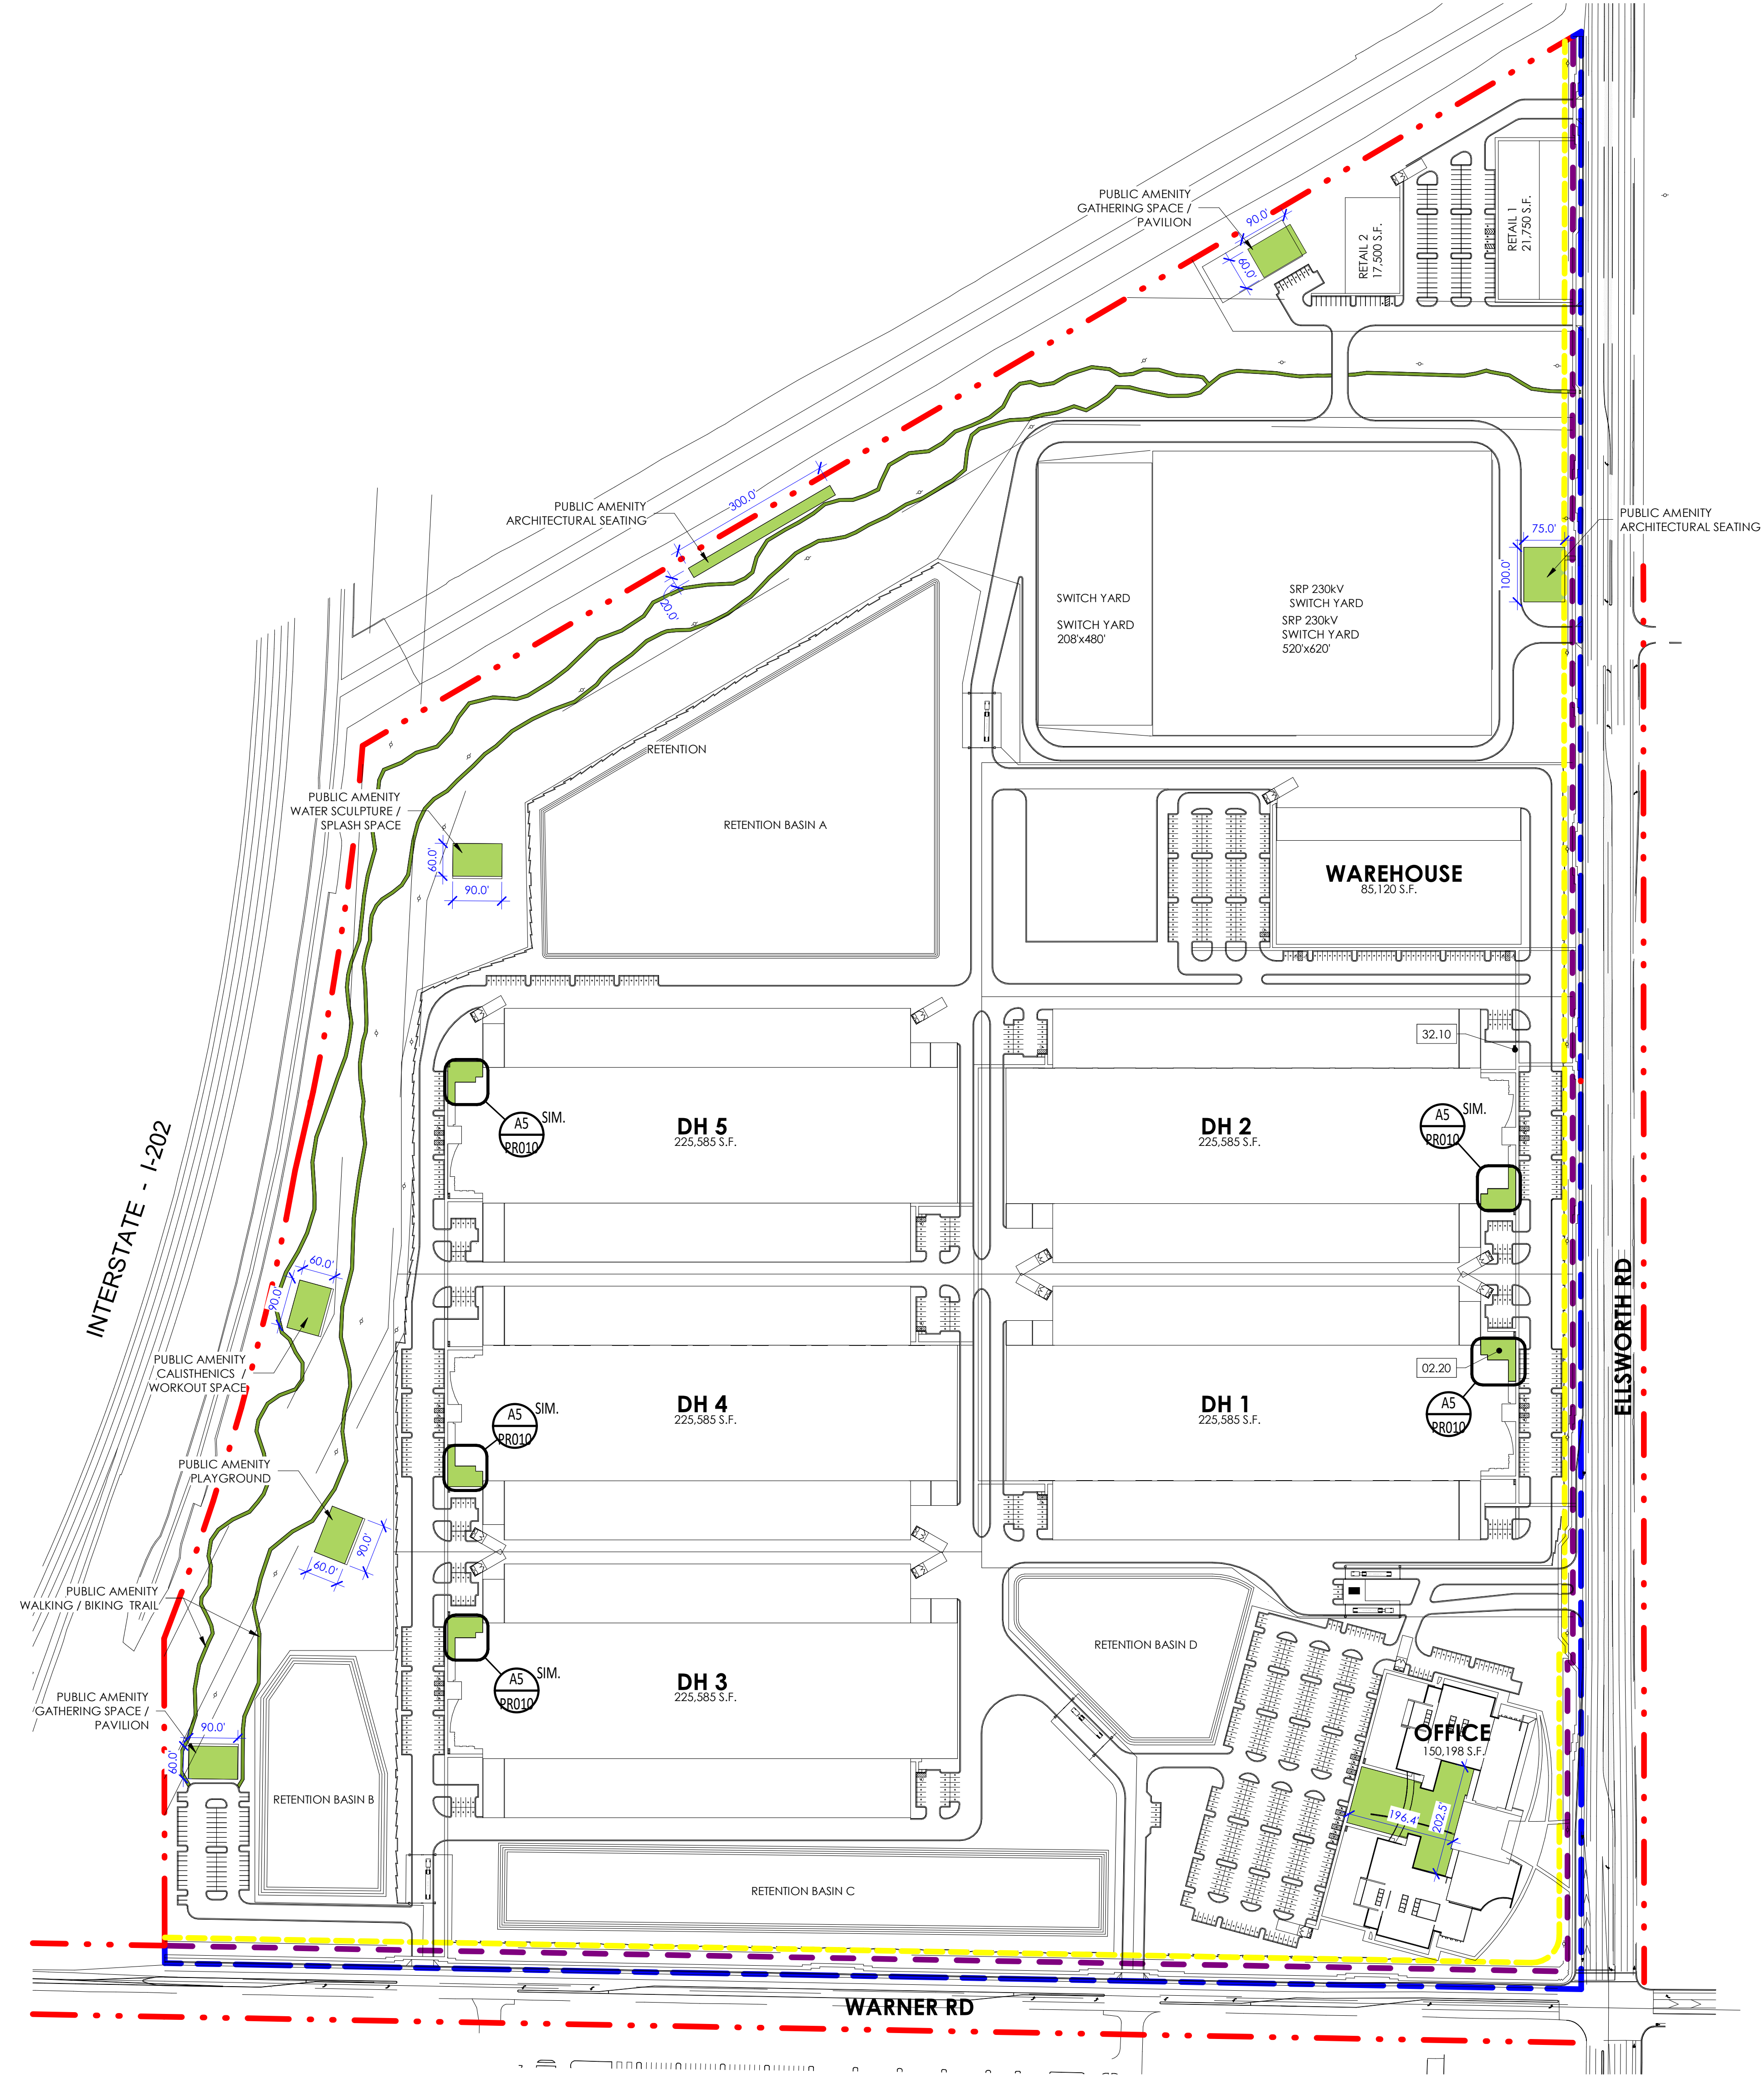 PUBLIC AMENITY
GATHERING SPACE /
PAVILION
90.0'
60.0'
RETAIL 2
17,500 S.F.
RETAIL 1
21,750 S.F.
PUBLIC AMENITY
ARCHITECTURAL SEATING
300.0'
20.0'
PUBLIC AMENITY
ARCHITECTURAL SEATING
75.0'
100.0'
SWITCH YARD
SWITCH YARD
208'x480'
SRP 230kV
SWITCH YARD
SRP 230kV
SWITCH YARD
520'x620'
RETENTION
RETENTION BASIN A
PUBLIC AMENITY
WATER SCULPTURE /
SPLASH SPACE
60.0'
90.0'
WAREHOUSE
85,120 S.F.
32.10
A5
PR010
SIM.
DH 5
225,585 S.F.
DH 2
225,585 S.F.
A5
PR010
SIM.
INTERSTATE - I-202
60.0'
90.0'
PUBLIC AMENITY
CALISTHENICS /
WORKOUT SPACE
ELLSWORTH RD
02.20
A5
PR010
SIM.
DH 4
225,585 S.F.
DH 1
225,585 S.F.
A5
PR010
PUBLIC AMENITY
PLAYGROUND
90.0'
60.0'
PUBLIC AMENITY
WALKING / BIKING TRAIL
A5
PR010
SIM.
DH 3
225,585 S.F.
RETENTION BASIN D
PUBLIC AMENITY
GATHERING SPACE /
PAVILION
90.0'
60.0'
OFFICE
150,198 S.F.
196.4'
202.5'
RETENTION BASIN B
RETENTION BASIN C
WARNER RD